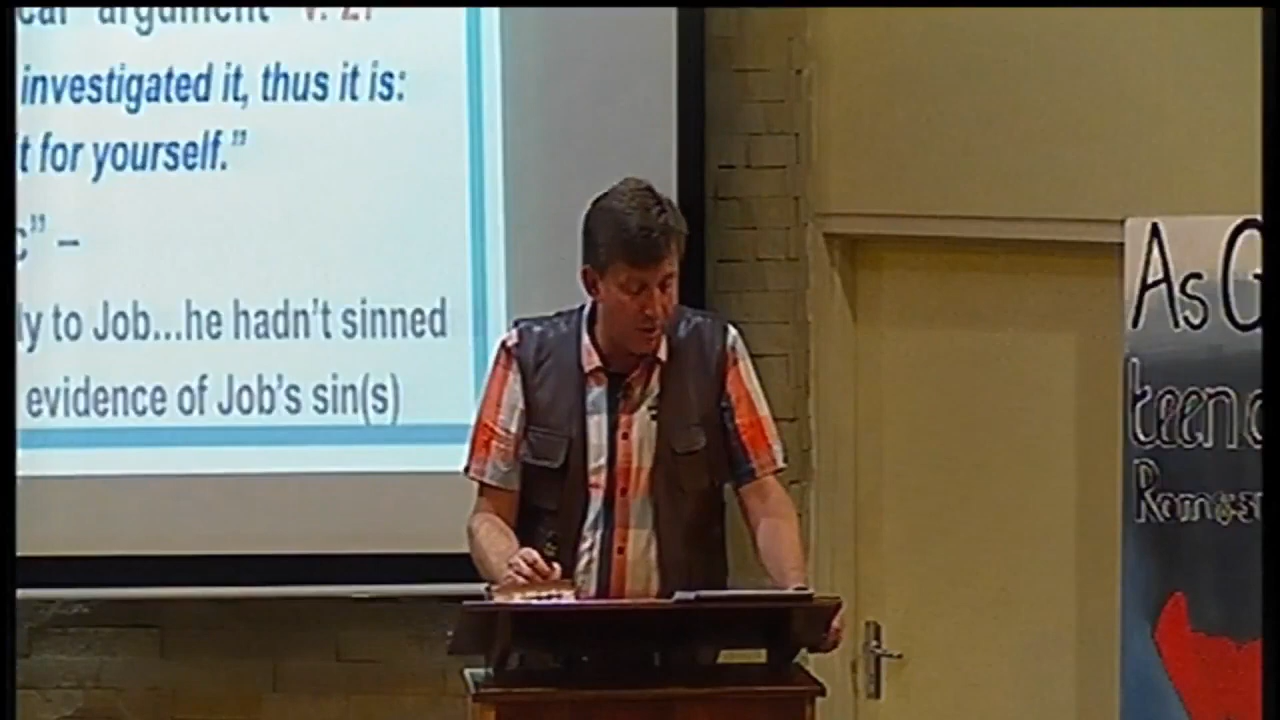 "argument" v. 27
investigated it, thus it is:
t for yourself.”
c” –
ly to Job...he hadn’t sinned
evidence of Job’s sin(s)
As G
teen